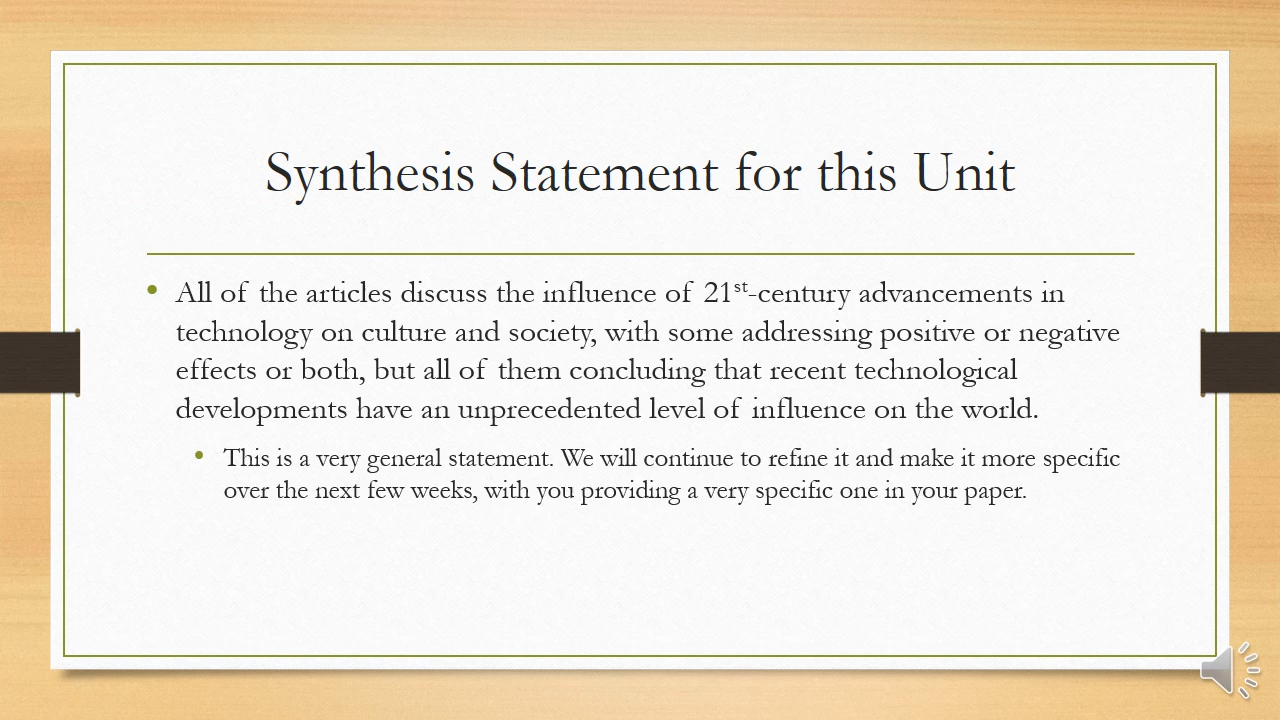 Synthesis Statement for this Unit
• All of the articles discuss the influence of 21st-century advancements in
technology on culture and society, with some addressing positive or negative
effects or both, but all of them concluding that recent technological
developments have an unprecedented level of influence on the world.
• This is a very general statement. We will continue to refine it and make it more specific
over the next few weeks, with you providing a very specific one in your paper.